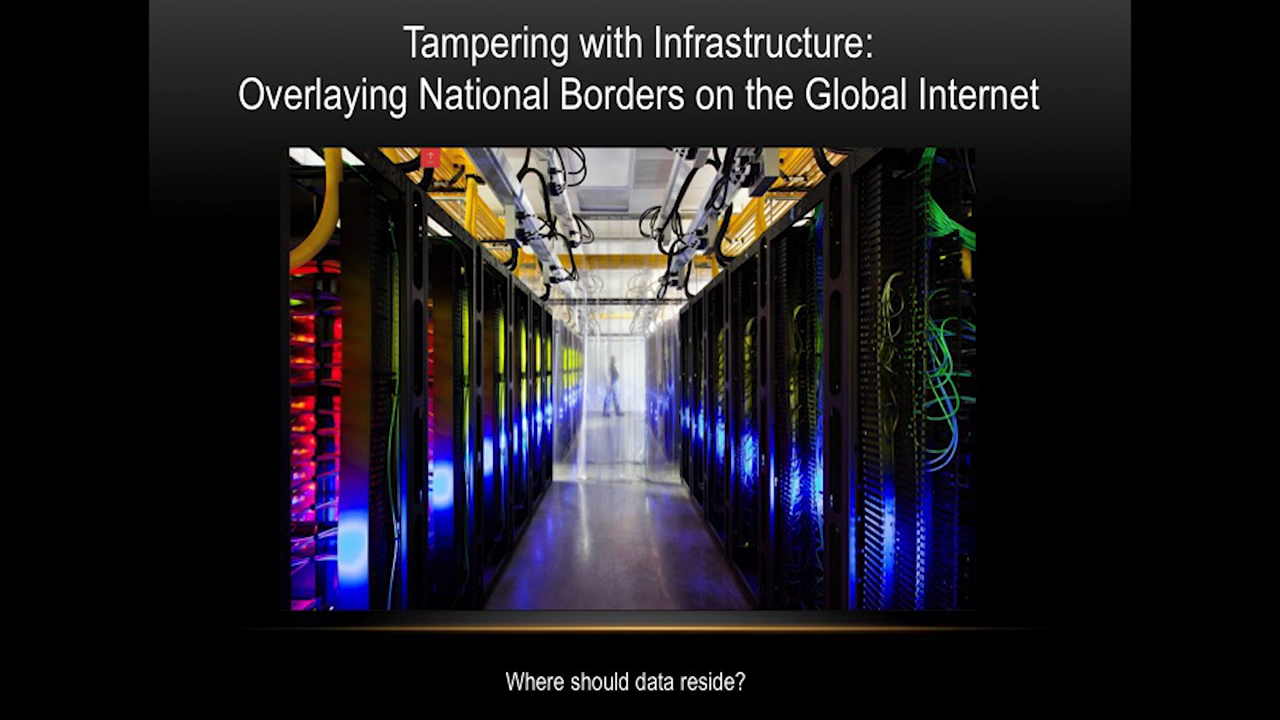 Tampering with Infrastructure:
Overlaying National Borders on the Global Internet
Where should data reside?